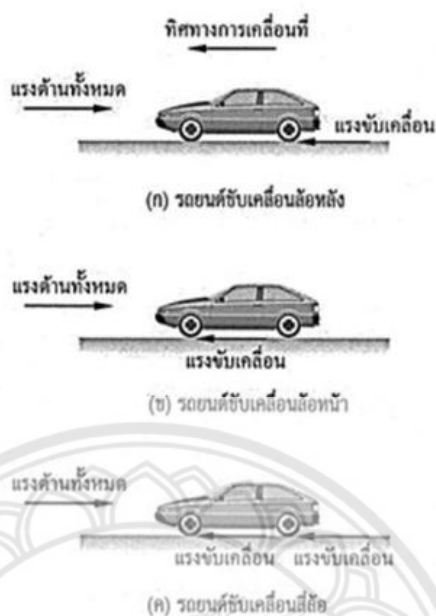 ทิศทางการเคลื่อนที่
แรงต้านทั้งหมด
แรงขับเคลื่อน
(ก) รถยนต์ขับเคลื่อนล้อหลัง
แรงต้านทั้งหมด
แรงขับเคลื่อน
(ข) รถยนต์ขับเคลื่อนล้อหน้า
แรงต้านทั้งหมด
แรงขับเคลื่อน แรงขับเคลื่อน
(ค) รถยนต์ขับเคลื่อนสี่ล้อ